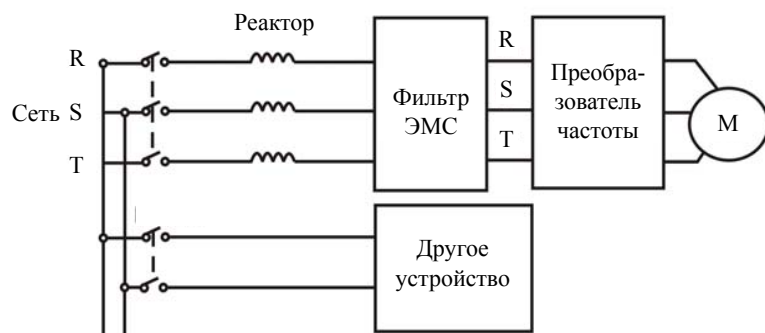 Реактор
R
R
Преобра-
зователь
частоты
Сеть S
Фильтр
ЭМС
S
M
T
T
Другое
устройство